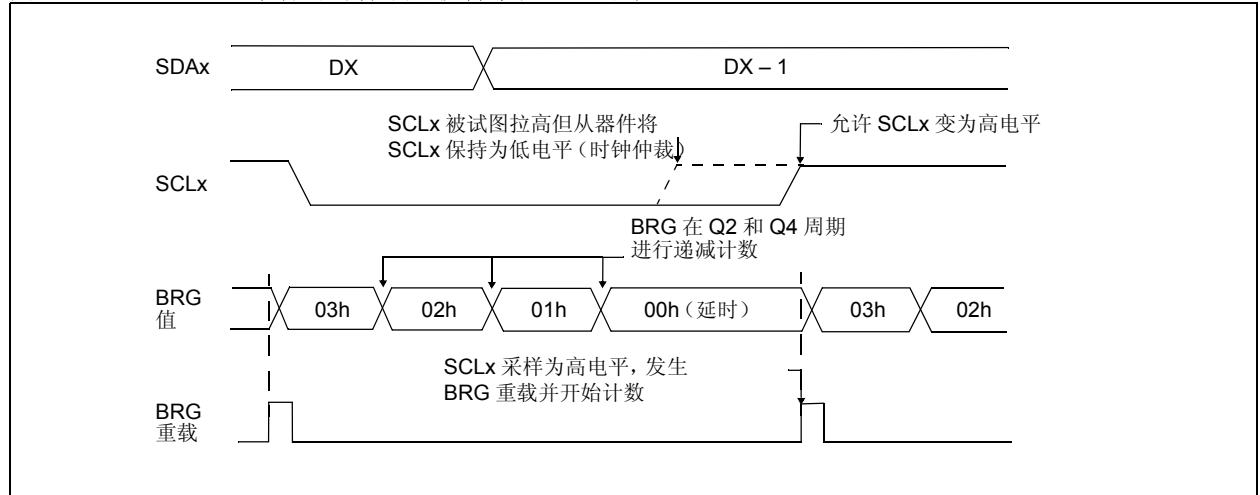 SDAx
DX
DX – 1
SCLx 被试图拉高但从器件将
SCLx 保持为低电平（时钟仲裁）
允许 SCLx 变为高电平
SCLx
BRG 在 Q2 和 Q4 周期
进行递减计数
BRG
值
03h
02h
01h
00h（延时）
03h
02h
SCLx 采样为高电平，发生
BRG 重载并开始计数
BRG
重载